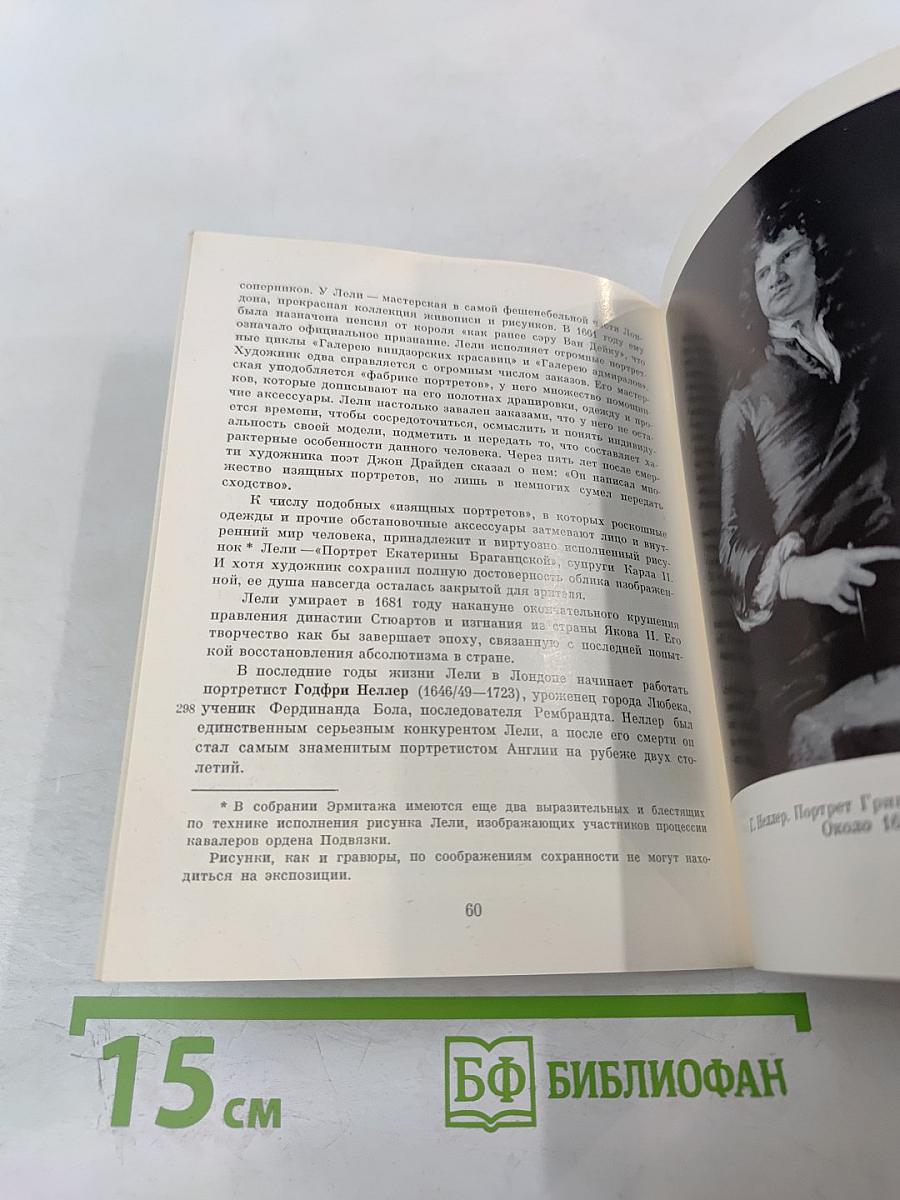 соперников. У Лели — мастерская в самой фешенебельной части Лон-
дона, прекрасная коллекция живописи и рисунков. В 1661 году ему
была назначена пенсия от короля «как ранее сэру Ван Дейку», что
означало официальное признание. Лели исполняет огромные портрет-
ные циклы «Галерею виндзорских красавиц» и «Галерею адмиралов».
Художник едва справляется с огромным числом заказов. Его мастер-
ская уподобляется «фабрике портретов», у него множество помощни-
ков, которые дописывают на его полотнах драпировки, одежду и про-
чие аксессуары. Лели настолько завален заказами, что у него не оста-
ется времени, чтобы сосредоточиться, осмыслить и понять индивиду-
альность своей модели, подметить и передать то, что составляет ха-
рактерные особенности данного человека. Через пять лет после смер-
ти художника поэт Джон Драйден сказал о нем: «Он написал мно-
жество изящных портретов, но лишь в немногих сумел передать
сходство».
К числу подобных «изящных портретов», в которых роскошные
одежды и прочие обстановочные аксессуары затмевают лицо и внут-
ренний мир человека, принадлежит и виртуозно исполненный рису-
нок * Лели —«Портрет Екатерины Браганцской», супруги Карла II.
И хотя художник сохранил полную достоверность облика изображен-
ной, ее душа навсегда осталась закрытой для зрителя.
Лели умирает в 1681 году накануне окончательного крушения
правления династии Стюартов и изгнания из страны Якова II. Его
творчество как бы завершает эпоху, связанную с последней попыт-
кой восстановления абсолютизма в стране.
В последние годы жизни Лели в Лондоне начинает работать
портретист Годфри Неллер (1646/49—1723), уроженец города Любека,
298 ученик Фердинанда Бола, последователя Рембрандта. Неллер был
единственным серьезным конкурентом Лели, а после его смерти он
стал самым знаменитым портретистом Англии на рубеже двух сто-
летий.
* В собрании Эрмитажа имеются еще два выразительных и блестящих
по технике исполнения рисунка Лели, изображающих участников процессии
кавалеров ордена Подвязки.
Рисунки, как и гравюры, по соображениям сохранности не могут нахо-
диться на экспозиции.
60
Г. Неллер. Портрет
Около
15 см
БФ БИБЛИОФАН